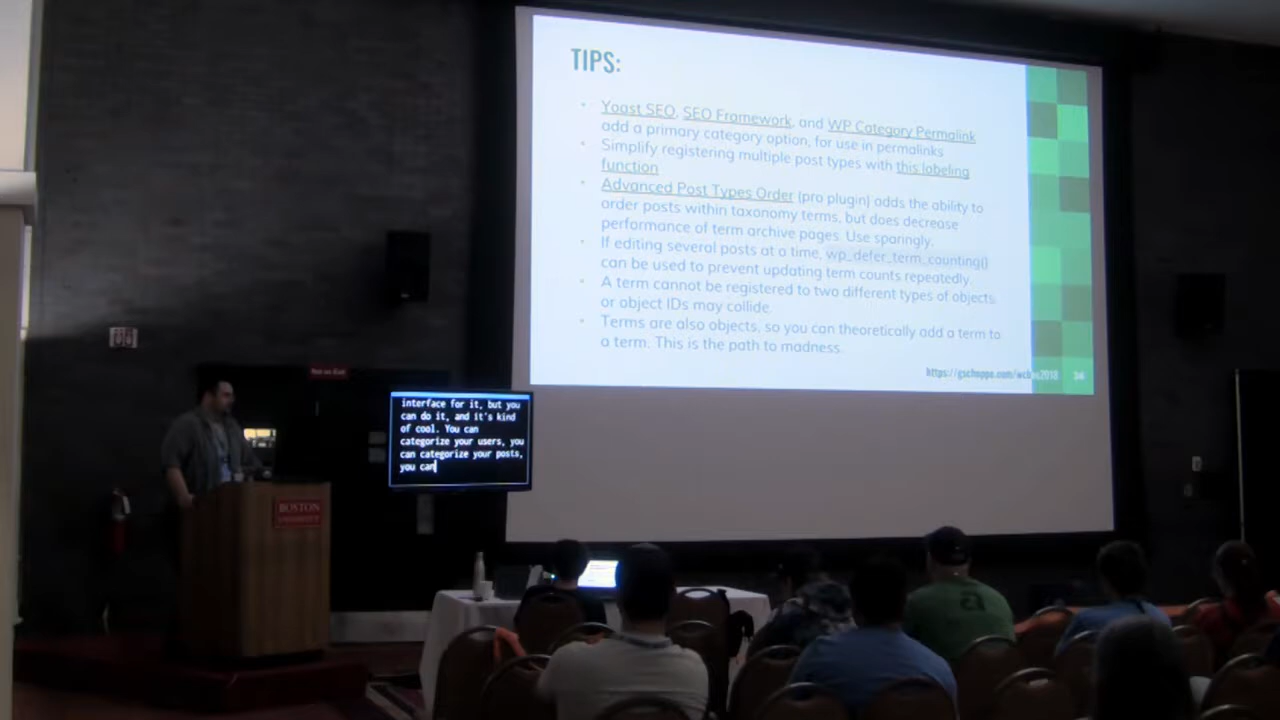 TIPS:
Yoast SEO, SEO Framework, and WP Category Permalink
add a primary category option, for use in permalinks
Simplify registering multiple post types with this labeling
function
Advanced Post Types Order (pro plugin) adds the ability to
order posts within taxonomy terms, but does decrease
performance of term archive pages. Use sparingly.
If editing several posts at a time, wp_defer_term_counting()
can be used to prevent updating term counts repeatedly.
A term cannot be registered to two different types of objects,
or object IDs may collide.
Terms are also objects, so you can theoretically add a term to
a term. This is the path to madness.
36
interface for it, but you
can do it, and it's kind
of cool. You can
categorize your users, you
can categorize your posts,
you can
BOSTON
UNIVERSITY